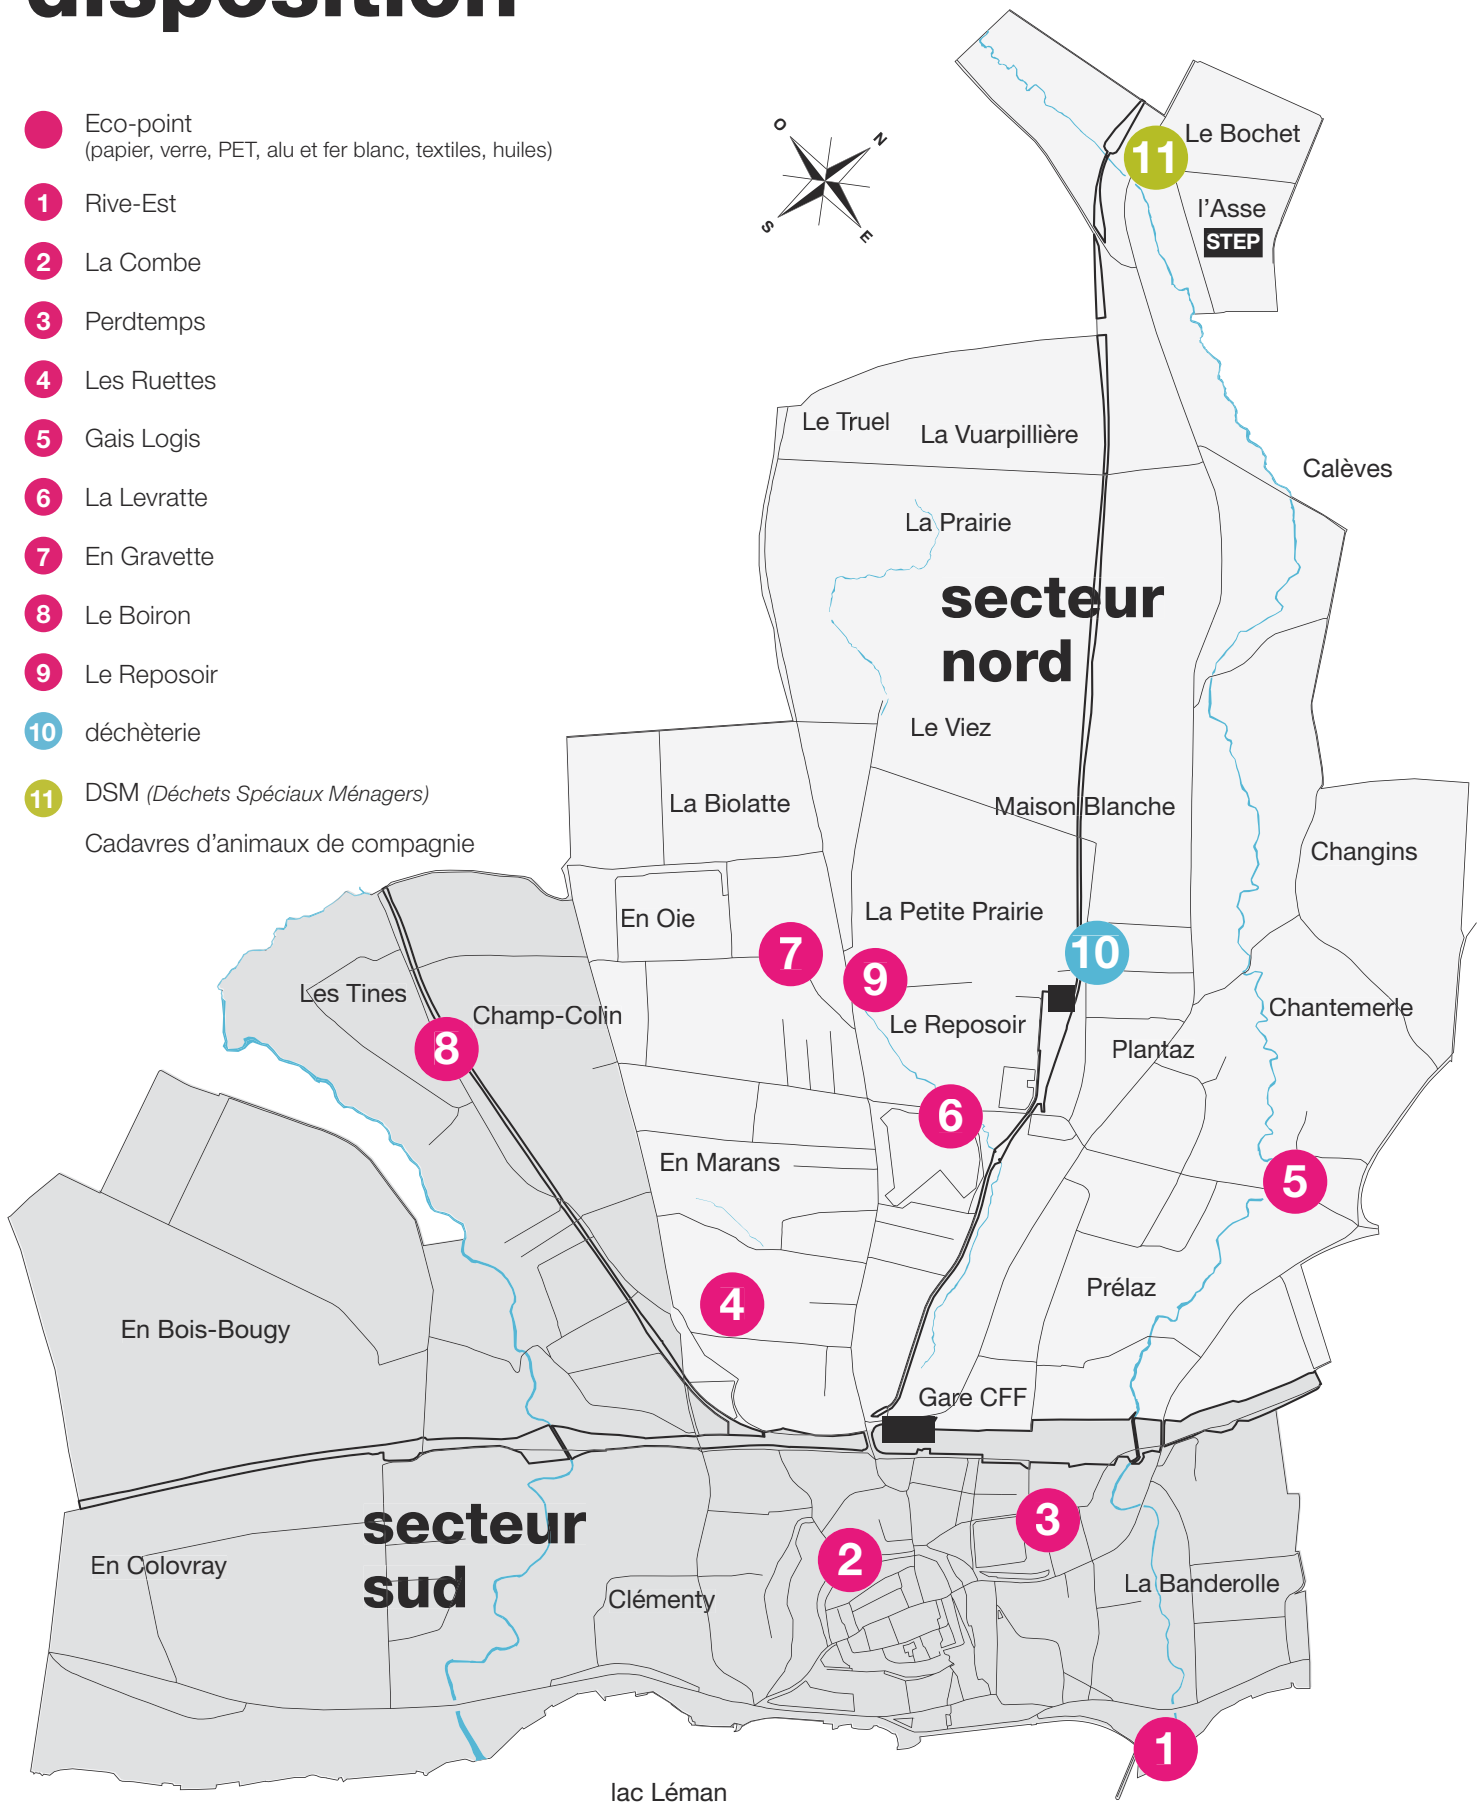 disposition
Eco-point
(papier, verre, PET, alu et fer blanc, textiles, huiles)
1 Rive-Est
2 La Combe
3 Perdtemps
4 Les Ruettes
5 Gais Logis
6 La Levratte
7 En Gravette
8 Le Boiron
9 Le Reposoir
10 déchèterie
11 DSM (Déchets Spéciaux Ménagers)
Cadavres d'animaux de compagnie
O
N
S
E
11
Le Bochet
l'Asse
STEP
Le Truel
La Vuarpillière
Calèves
La Prairie
secteur
nord
Le Viez
La Biolatte
Maison Blanche
Changins
En Oie
La Petite Prairie
7
9
10
Les Tines
Champ-Colin
Chantemerle
Le Reposoir
8
Plantaz
6
En Marans
5
Prélaz
4
En Bois-Bougy
Gare CFF
secteur
sud
3
2
En Colovray
Clémenty
La Banderolle
1
lac Léman